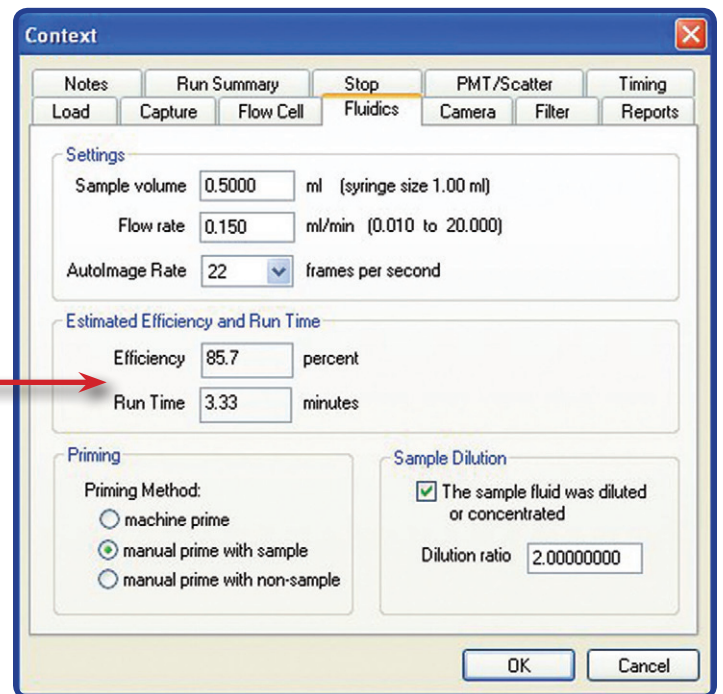 Context
Notes Run Summary Stop PMT/Scatter Timing
Load Capture Flow Cell Fluidics Camera Filter Reports
Settings
Sample volume 0.5000 ml (syringe size 1.00 ml)
Flow rate 0.150 ml/min (0.010 to 20.000)
AutoImage Rate 22 frames per second
Estimated Efficiency and Run Time
Efficiency 85.7 percent
Run Time 3.33 minutes
Priming
Priming Method:
machine prime
manual prime with sample
manual prime with non-sample
Sample Dilution
The sample fluid was diluted
or concentrated
Dilution ratio 2.00000000
OK Cancel